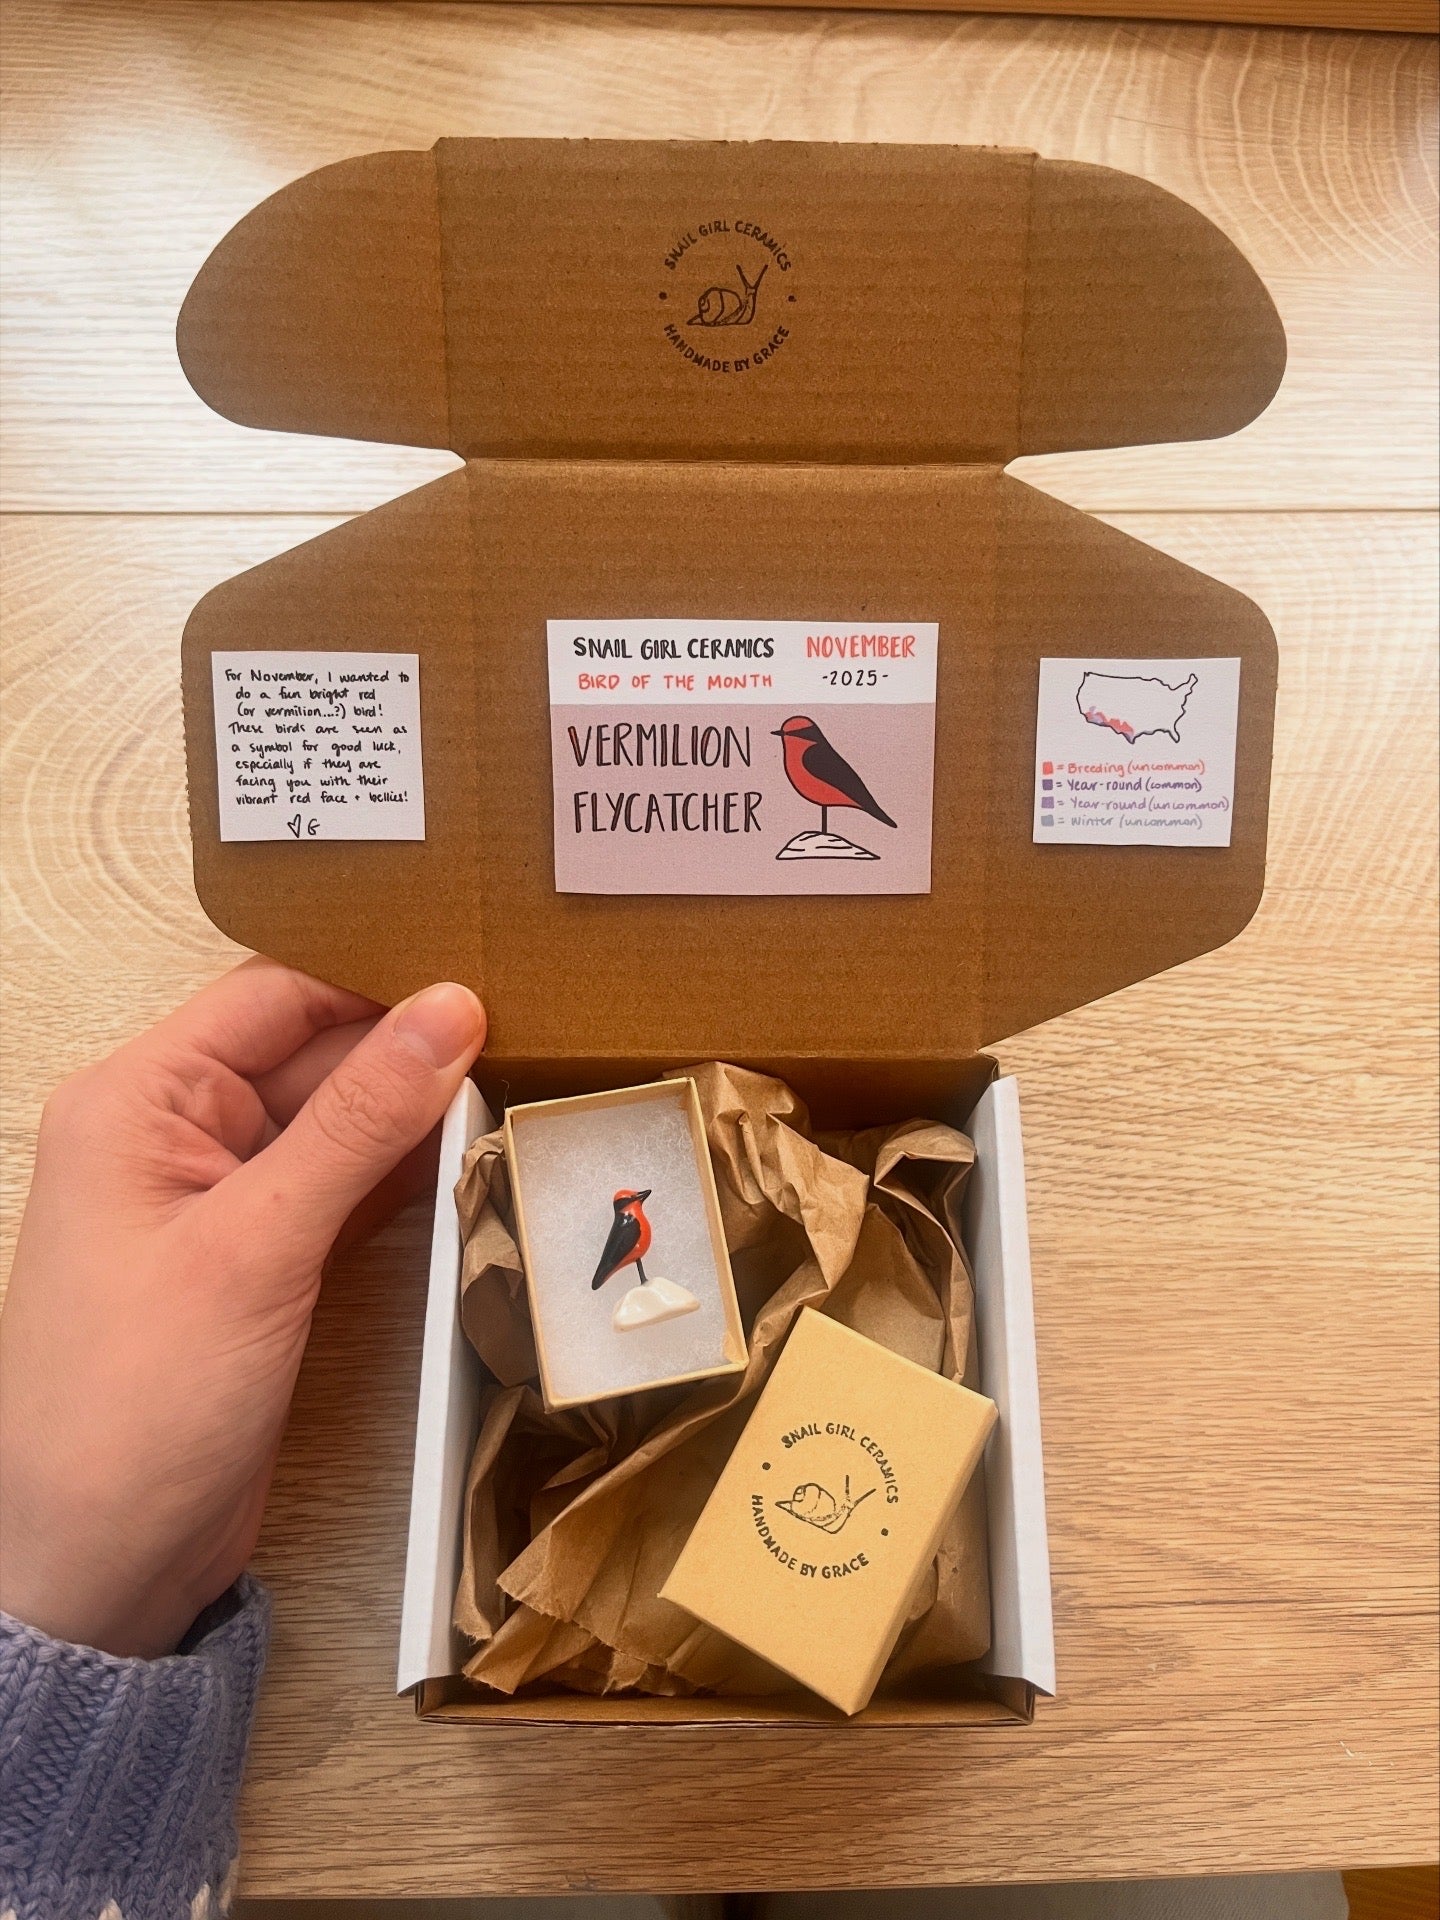 SNAIL GIRL CERAMICS
HANDMADE BY GRACE
For November, I wanted to
do a fun bright red
(or vermilion...?) bird!
These birds are seen as
a symbol for good luck,
especially if they are
facing you with their
vibrant red face + bellies!
♡G
SNAIL GIRL CERAMICS
BIRD OF THE MONTH
NOVEMBER
-2025-
VERMILION
FLYCATCHER
= Breeding (uncommon)
= Year-round (common)
= Year-round (uncommon)
= Winter (uncommon)
SNAIL GIRL CERAMICS
HANDMADE BY GRACE